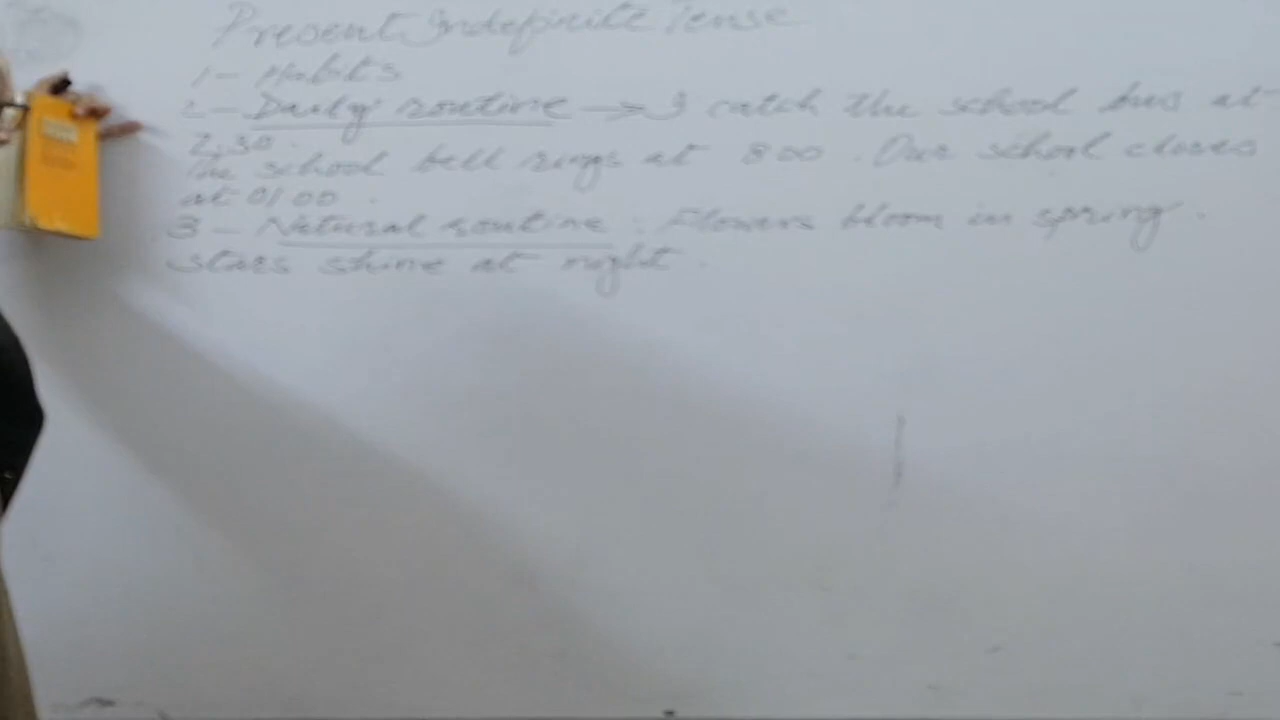 Present Indefinite Tense
1- Habits
2- Daily routine → I catch the school bus at
7.30.
The school bell rings at 8 00 . Our school closes
at 01 00 .
3 - Natural routine : Flowers bloom in spring .
stars shine at night .